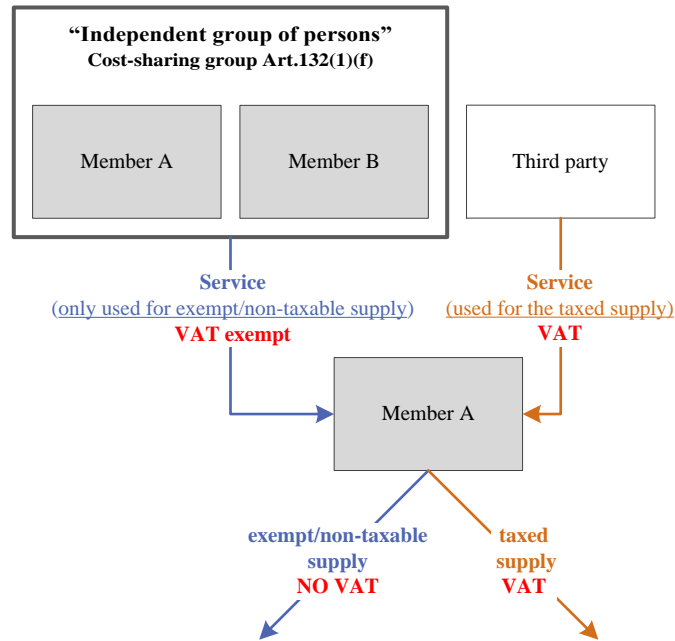 “Independent group of persons”
Cost-sharing group Art.132(1)(f)
Member A
Member B
Third party
Service
(only used for exempt/non-taxable supply)
VAT exempt
Service
(used for the taxed supply)
VAT
Member A
exempt/non-taxable
supply
NO VAT
taxed
supply
VAT